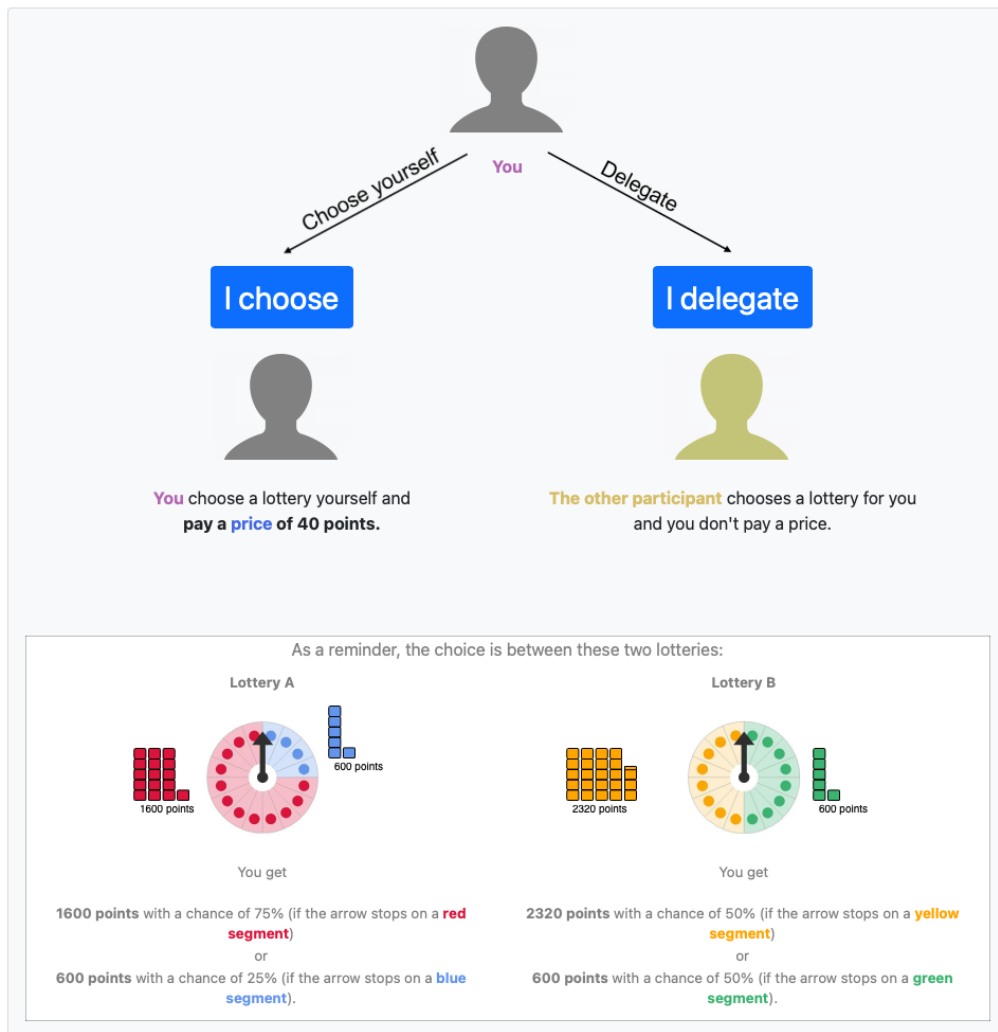 You
Choose yourself
Delegate
I choose
I delegate
You choose a lottery yourself and
pay a price of 40 points.
The other participant chooses a lottery for you
and you don't pay a price.
As a reminder, the choice is between these two lotteries:
Lottery A
1600 points
600 points
You get
1600 points with a chance of 75% (if the arrow stops on a red
segment)
or
600 points with a chance of 25% (if the arrow stops on a blue
segment).
Lottery B
2320 points
600 points
You get
2320 points with a chance of 50% (if the arrow stops on a yellow
segment)
or
600 points with a chance of 50% (if the arrow stops on a green
segment).